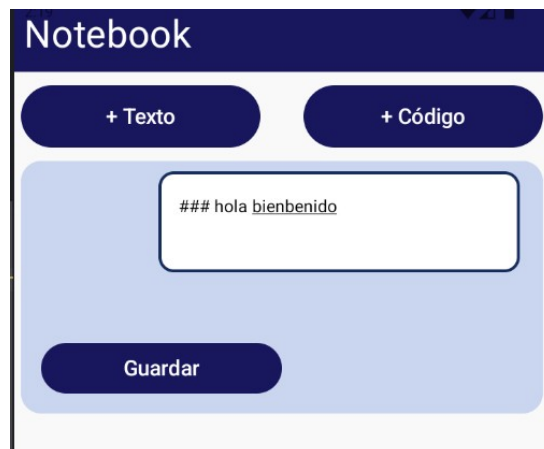 Notebook
+ Texto
+ Código
### hola bienbenido
Guardar